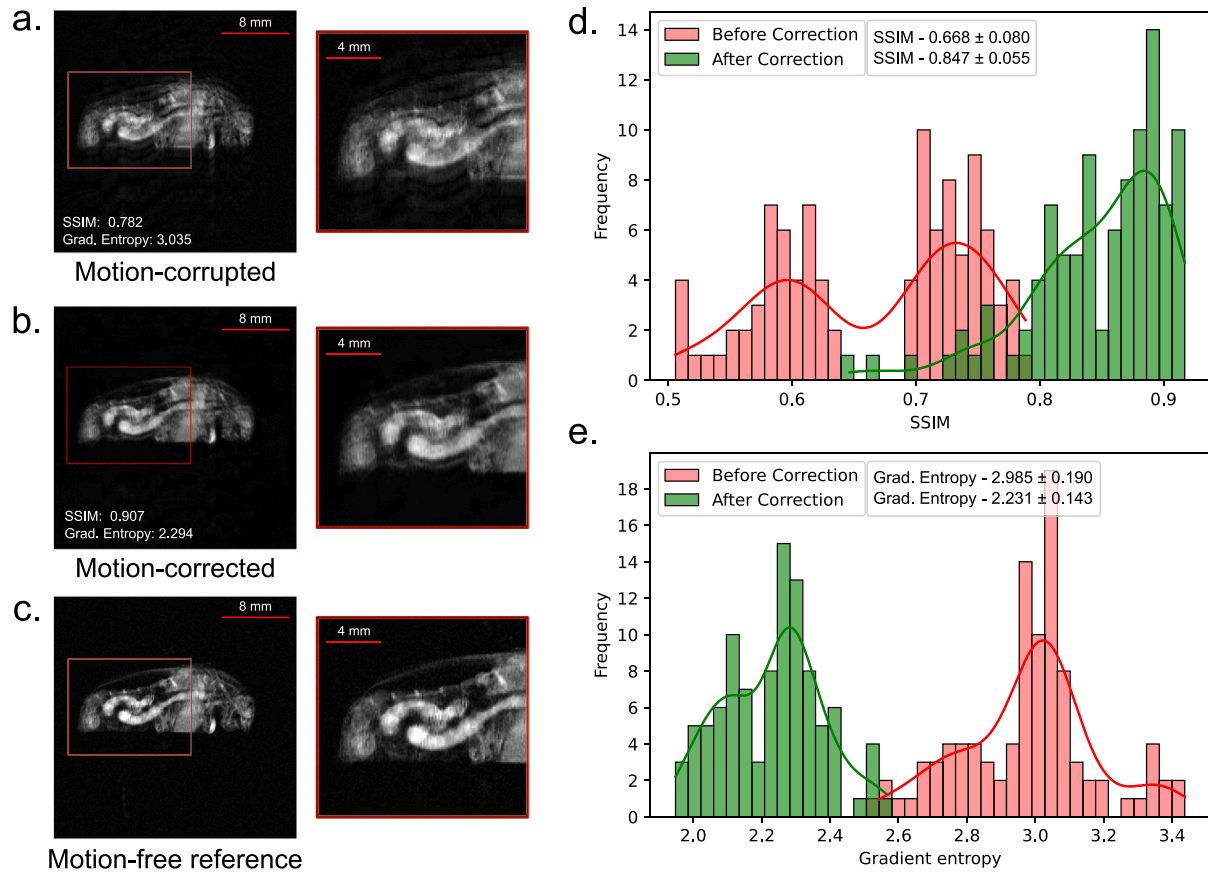 a.
8 mm
4 mm
SSIM:  0.782
Grad. Entropy: 3.035
Motion-corrupted
b.
8 mm
4 mm
SSIM:  0.907
Grad. Entropy: 2.294
Motion-corrected
c.
8 mm
4 mm
Motion-free reference
d.
Before Correction
After Correction
SSIM - 0.668 ± 0.080
SSIM - 0.847 ± 0.055
14
12
10
8
6
4
2
0
Frequency
0.5 0.6 0.7 0.8 0.9
SSIM
e.
Before Correction
After Correction
Grad. Entropy - 2.985 ± 0.190
Grad. Entropy - 2.231 ± 0.143
18
16
14
12
10
8
6
4
2
0
Frequency
2.0 2.2 2.4 2.6 2.8 3.0 3.2 3.4
Gradient entropy